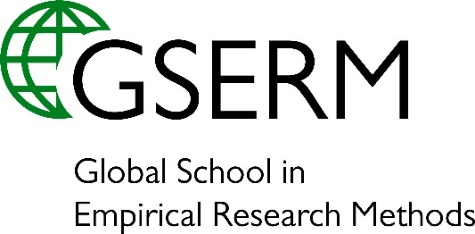 GSERM
Global School in
Empirical Research Methods